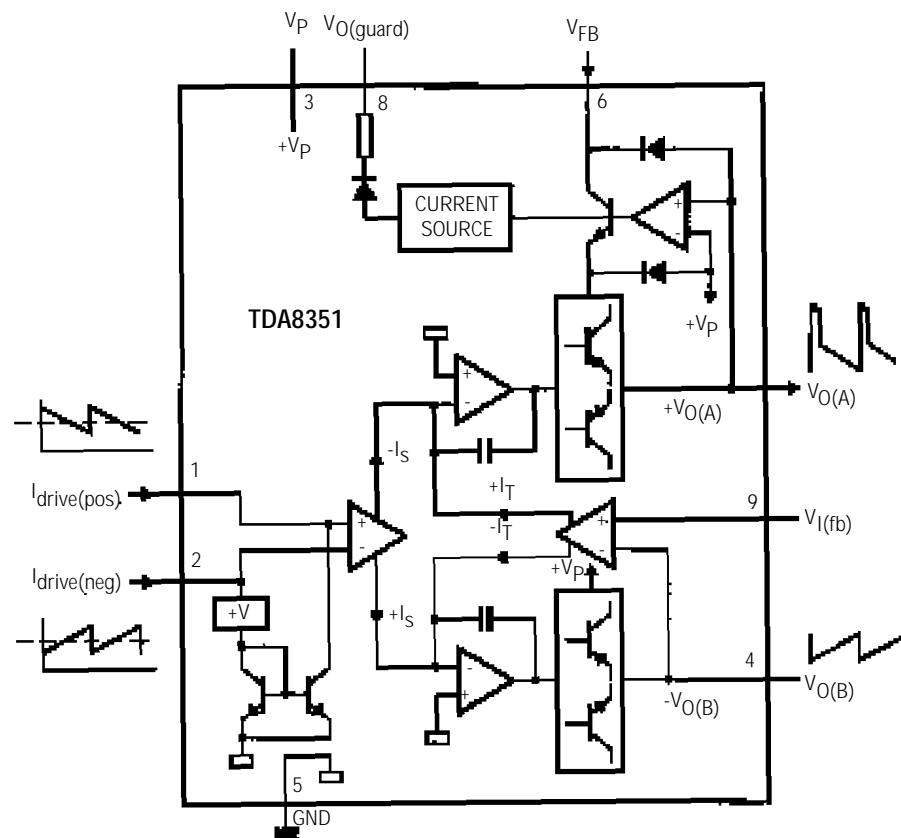 V_P V_O(guard) V_FB
3 8 6
+V_P
CURRENT
SOURCE
+
-
+V_P
TDA8351
+
-
+V_O(A) V_O(A)
-I_S
1
+I_T
I_drive(pos).
9
+
-I_T
+
V_I(fb)
-
-
2
+V_P
I_drive(neg)
+V
+I_S
4
-
+
-V_O(B) V_O(B)
5
GND